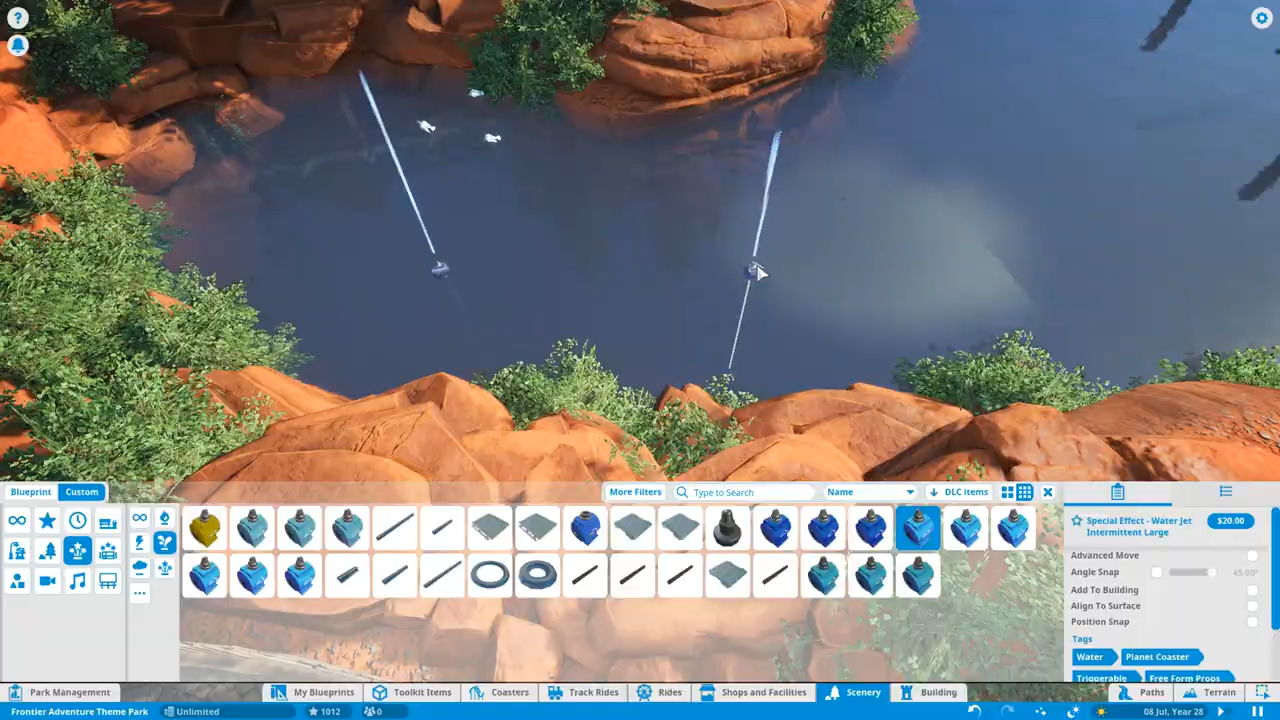 ?
Blueprint
Custom
More Filters
Type to Search
Name
DLC items
Special Effect - Water Jet
Intermittent Large
$20.00
Advanced Move
Angle Snap
45.00°
Add To Building
Align To Surface
Position Snap
Tags
Water
Planet Coaster
Triggerable
Free Form Props
Park Management
My Blueprints
Toolkit Items
Coasters
Track Rides
Rides
Shops and Facilities
Scenery
Building
Paths
Terrain
Frontier Adventure Theme Park
Unlimited
1012
0
08 Jul, Year 28